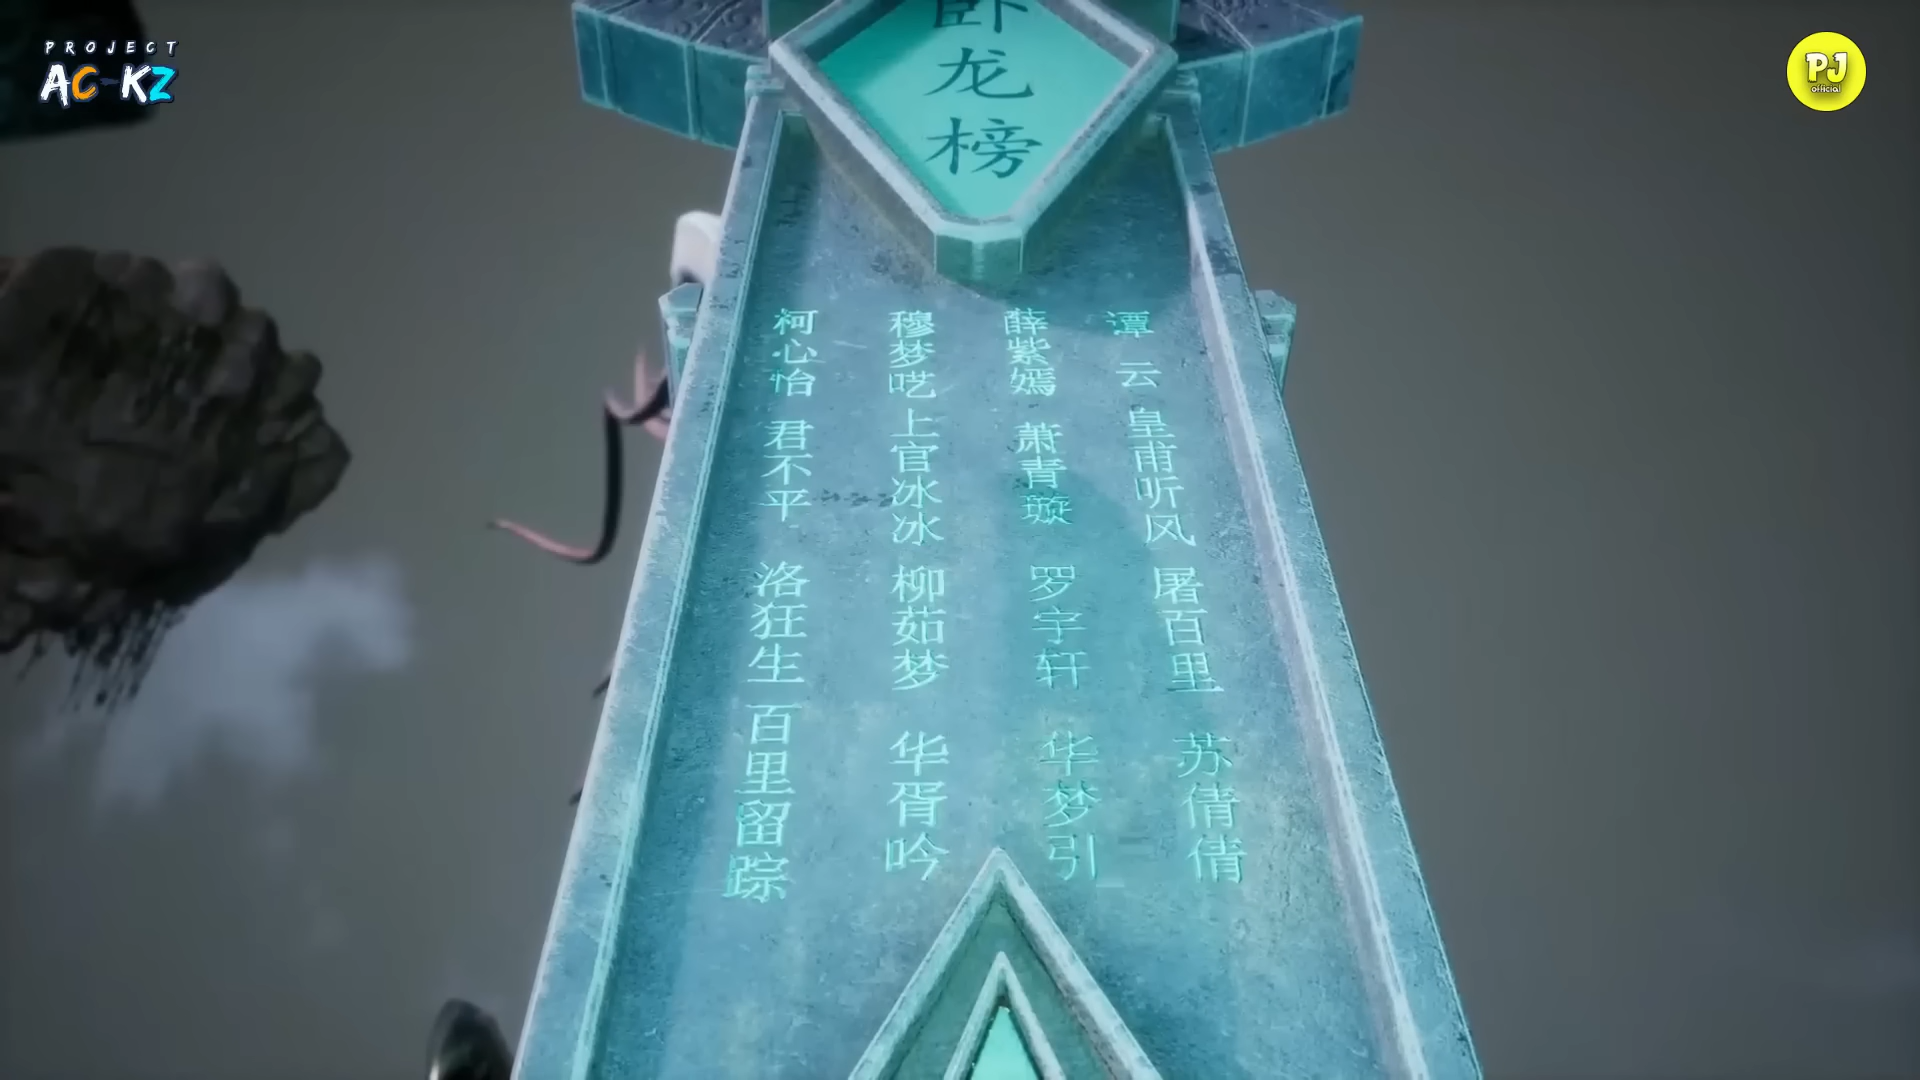 PROJECT
AC-KZ
PJ
official
卧
龙
榜
谭云 皇甫听风 屠百里 苏倩倩
薛紫嫣 萧青璇 罗宇轩 华梦引
穆梦呓 上官冰冰 柳茹梦 华胥吟
柯心怡 君不平 洛狂生 百里留踪